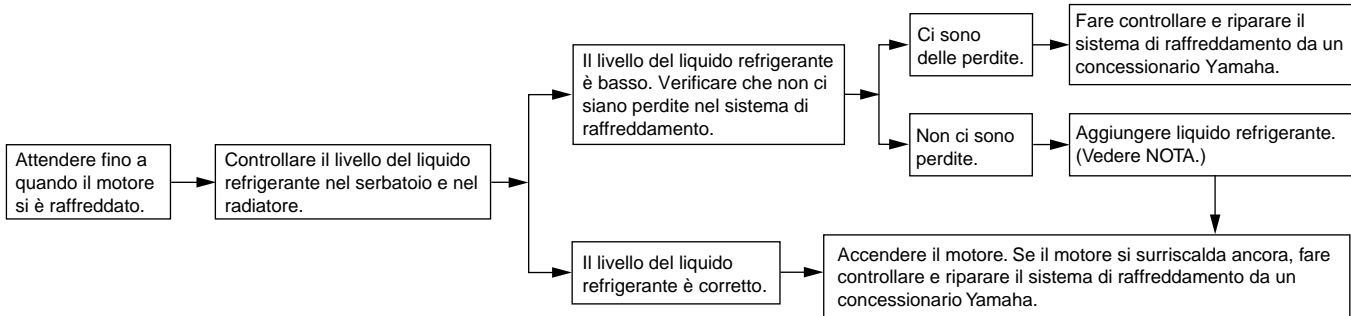 Attendere fino a
quando il motore
si è raffreddato.
Controllare il livello del liquido
refrigerante nel serbatoio e nel
radiatore.
Il livello del liquido refrigerante
è basso. Verificare che non ci
siano perdite nel sistema di
raffreddamento.
Ci sono
delle perdite.
Fare controllare e riparare il
sistema di raffreddamento da un
concessionario Yamaha.
Non ci sono
perdite.
Aggiungere liquido refrigerante.
(Vedere NOTA.)
Il livello del liquido
refrigerante è corretto.
Accendere il motore. Se il motore si surriscalda ancora, fare
controllare e riparare il sistema di raffreddamento da un
concessionario Yamaha.